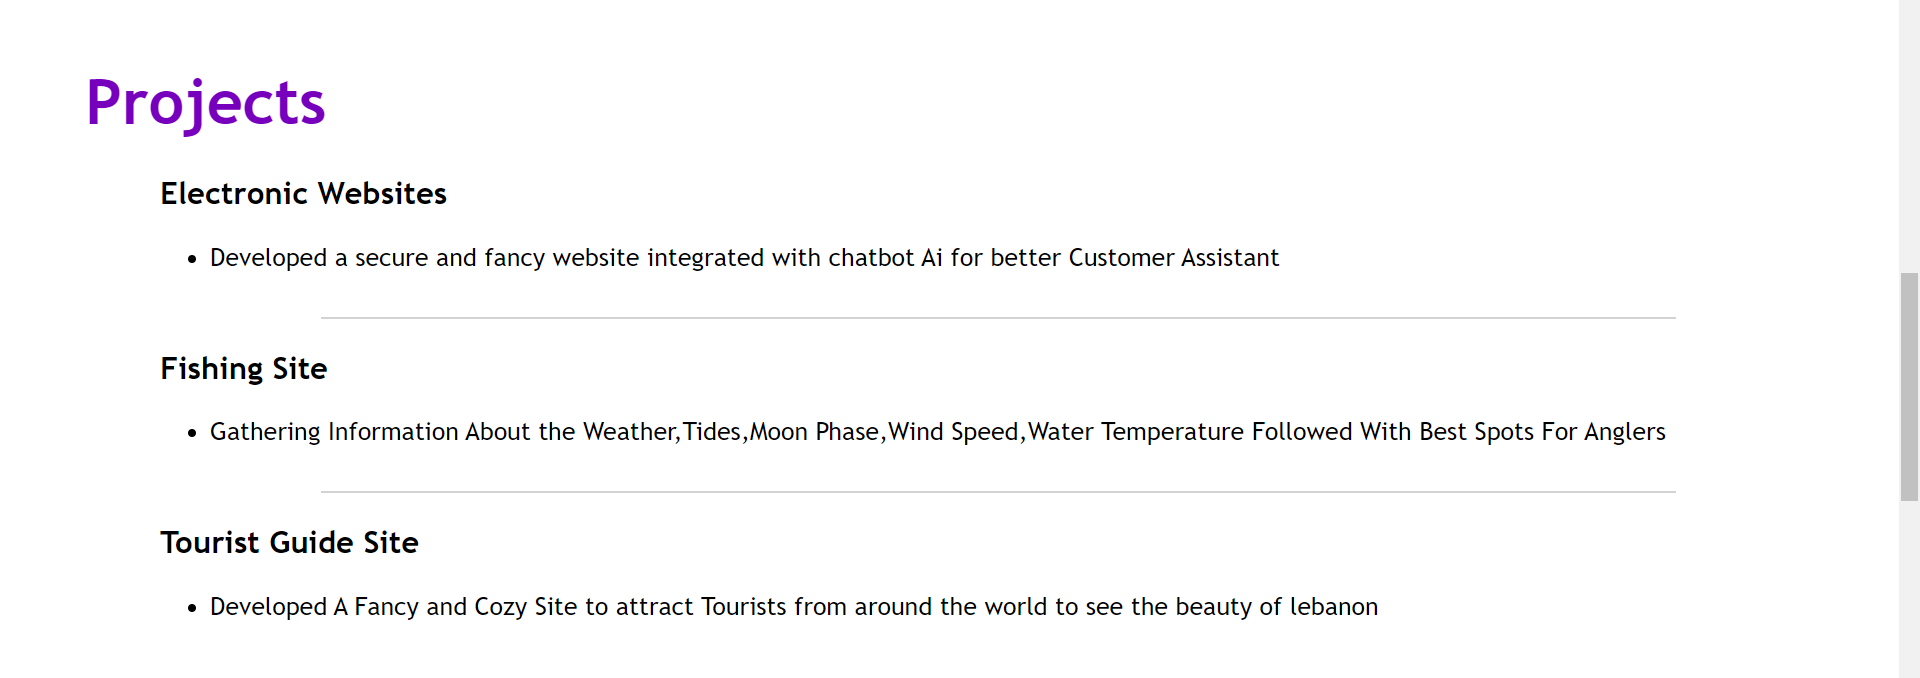 Projects
Electronic Websites
Developed a secure and fancy website integrated with chatbot Ai for better Customer Assistant
Fishing Site
Gathering Information About the Weather,Tides,Moon Phase,Wind Speed,Water Temperature Followed With Best Spots For Anglers
Tourist Guide Site
Developed A Fancy and Cozy Site to attract Tourists from around the world to see the beauty of lebanon